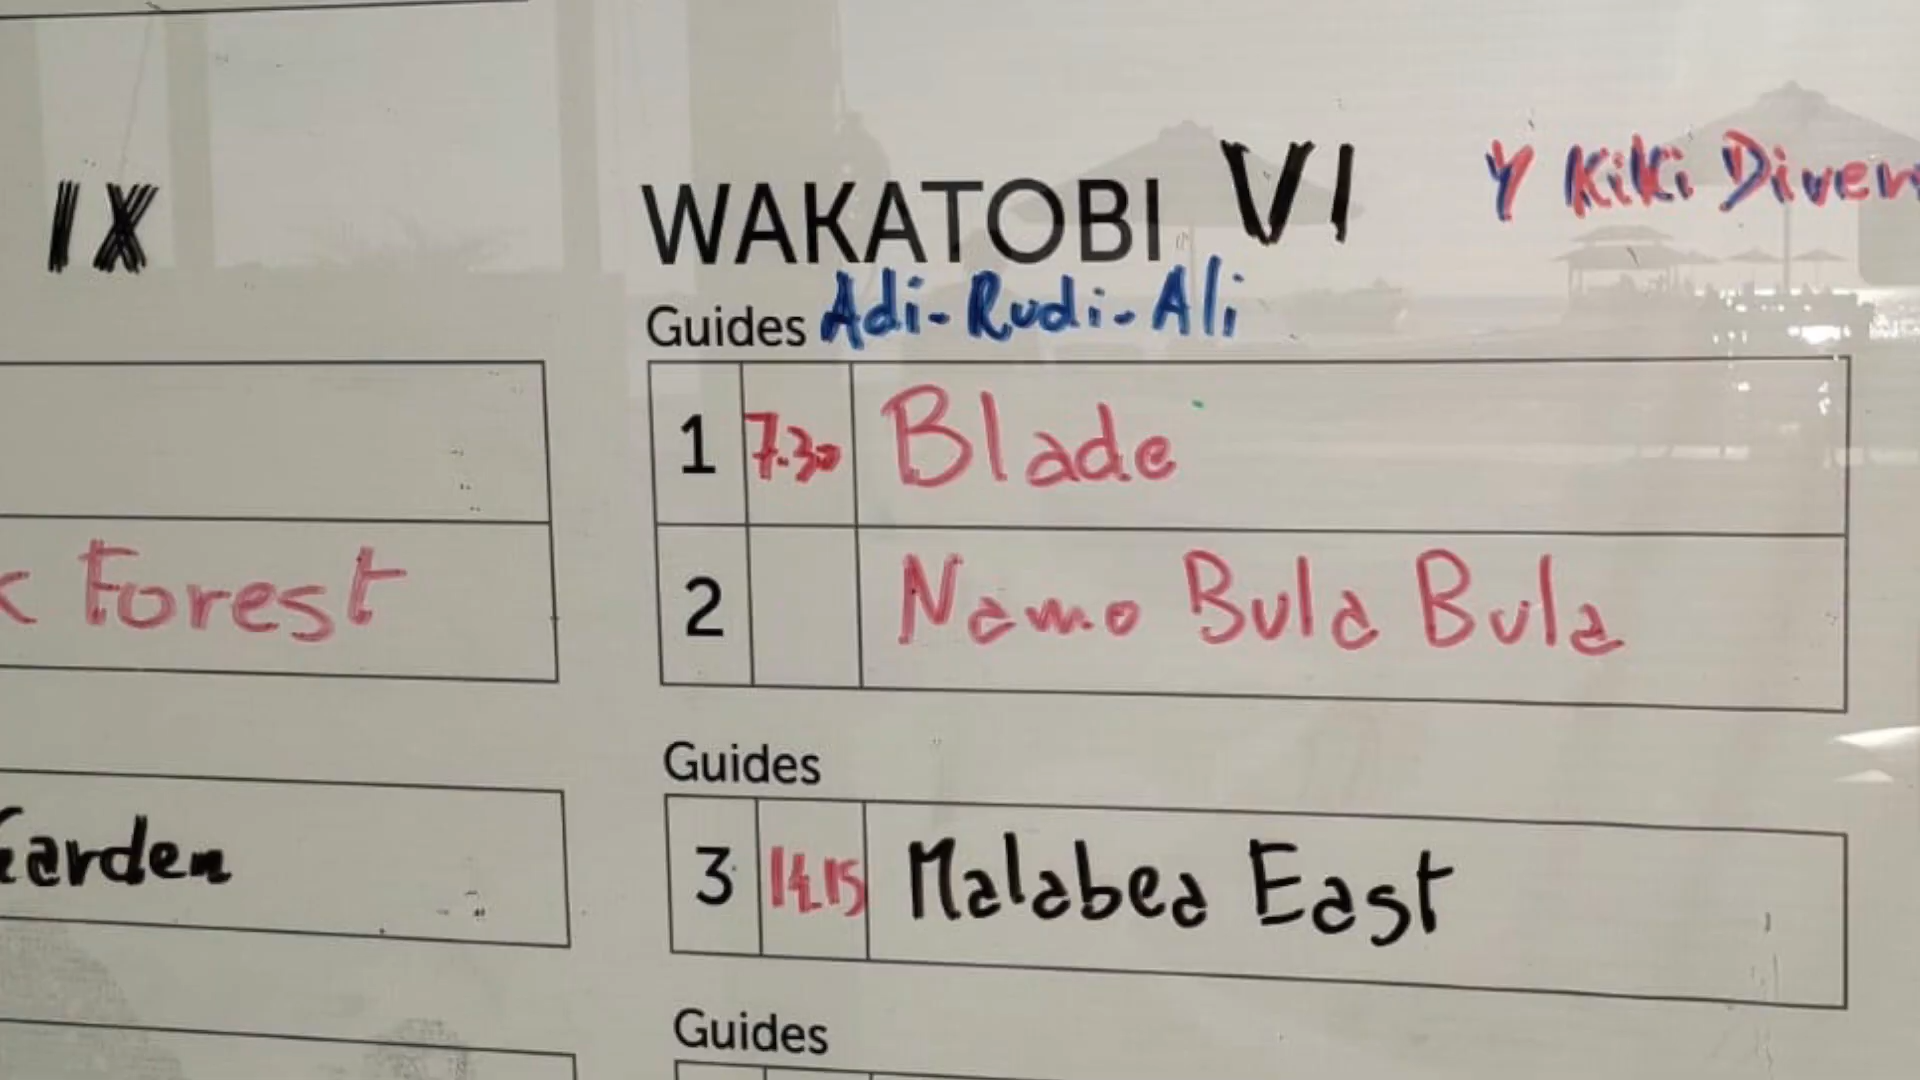 IX
Forest
Garden
WAKATOBI VI
Y Kiki Diver
Guides Adi-Rudi-Ali
1 7.30 Blade
2 Namo Bula Bula
Guides
3 14.15 Malabea East
Guides